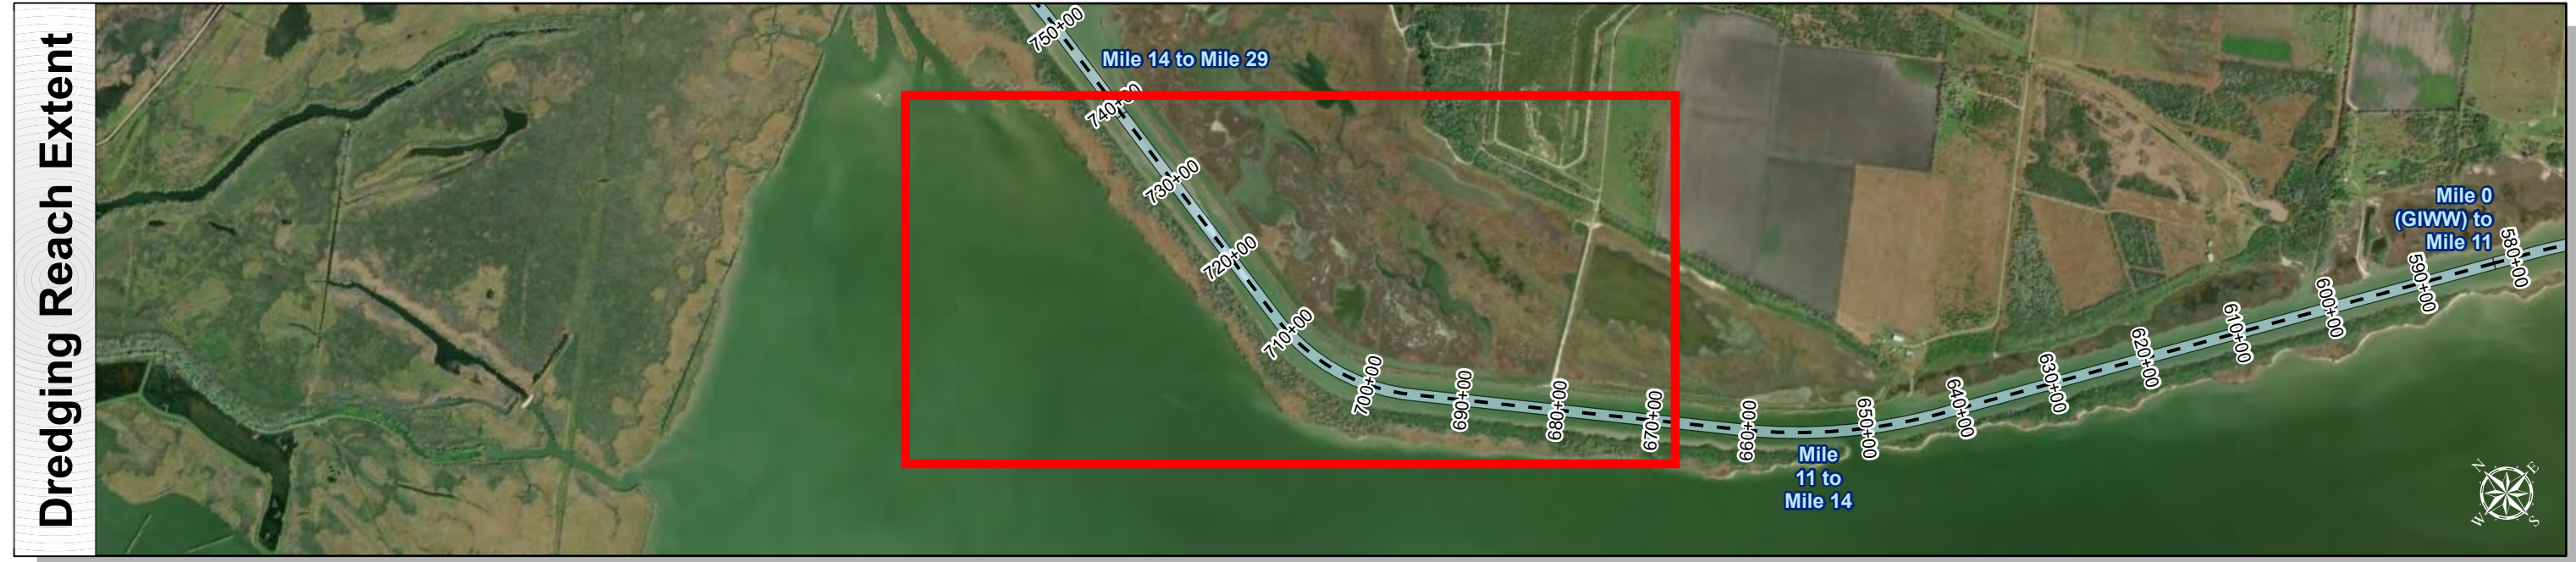 Dredging Reach Extent
750+00
Mile 14 to Mile 29
740+00
730+00
720+00
710+00
700+00
690+00
680+00
670+00
660+00
650+00
640+00
630+00
620+00
610+00
600+00
590+00
580+00
Mile 0
(GIWW) to
Mile 11
Mile
11 to
Mile 14
N
E
W
S